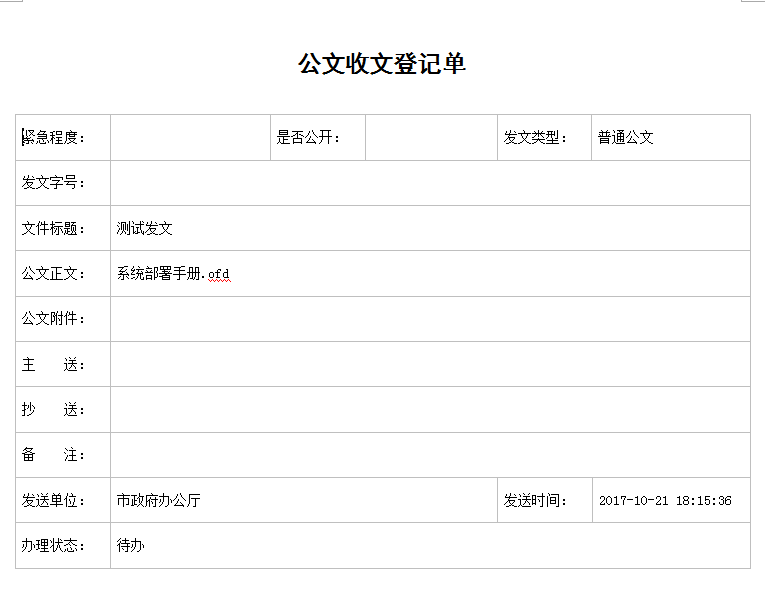 公文收文登记单
紧急程度： 是否公开： 发文类型： 普通公文
发文字号：
文件标题： 测试发文
公文正文： 系统部署手册.ofd
公文附件：
主　　送：
抄　　送：
备　　注：
发送单位： 市政府办公厅 发送时间： 2017-10-21 18:15:36
办理状态： 待办